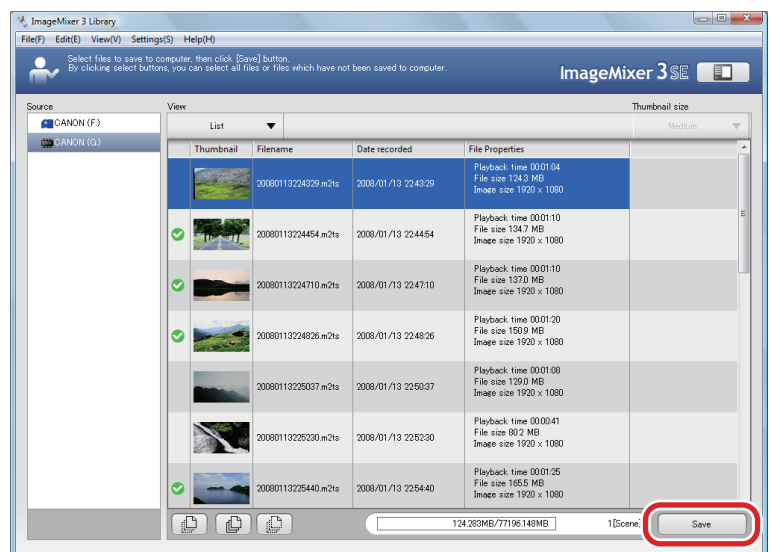 ImageMixer 3 Library
File(F) Edit(E) View(V) Settings(S) Help(H)
Select files to save to computer, then click [Save] button.
By clicking select buttons, you can select all files or files which have not been saved to computer.
ImageMixer 3 SE
Source
View
Thumbnail size
CANON (F:)
CANON (G:)
List
Medium
Thumbnail Filename Date recorded File Properties
20080113224329.m2ts 2008/01/13 22:43:29
Playback time 00:01:04
File size 124.3 MB
Image size 1920 x 1080
20080113224454.m2ts 2008/01/13 22:44:54
Playback time 00:01:10
File size 134.7 MB
Image size 1920 x 1080
20080113224710.m2ts 2008/01/13 22:47:10
Playback time 00:01:10
File size 137.0 MB
Image size 1920 x 1080
20080113224826.m2ts 2008/01/13 22:48:26
Playback time 00:01:20
File size 150.9 MB
Image size 1920 x 1080
20080113225037.m2ts 2008/01/13 22:50:37
Playback time 00:01:08
File size 129.0 MB
Image size 1920 x 1080
20080113225230.m2ts 2008/01/13 22:52:30
Playback time 00:00:41
File size 80.2 MB
Image size 1920 x 1080
20080113225440.m2ts 2008/01/13 22:54:40
Playback time 00:01:25
File size 165.5 MB
Image size 1920 x 1080
124.283MB/77196.148MB
1[Scene]
Save